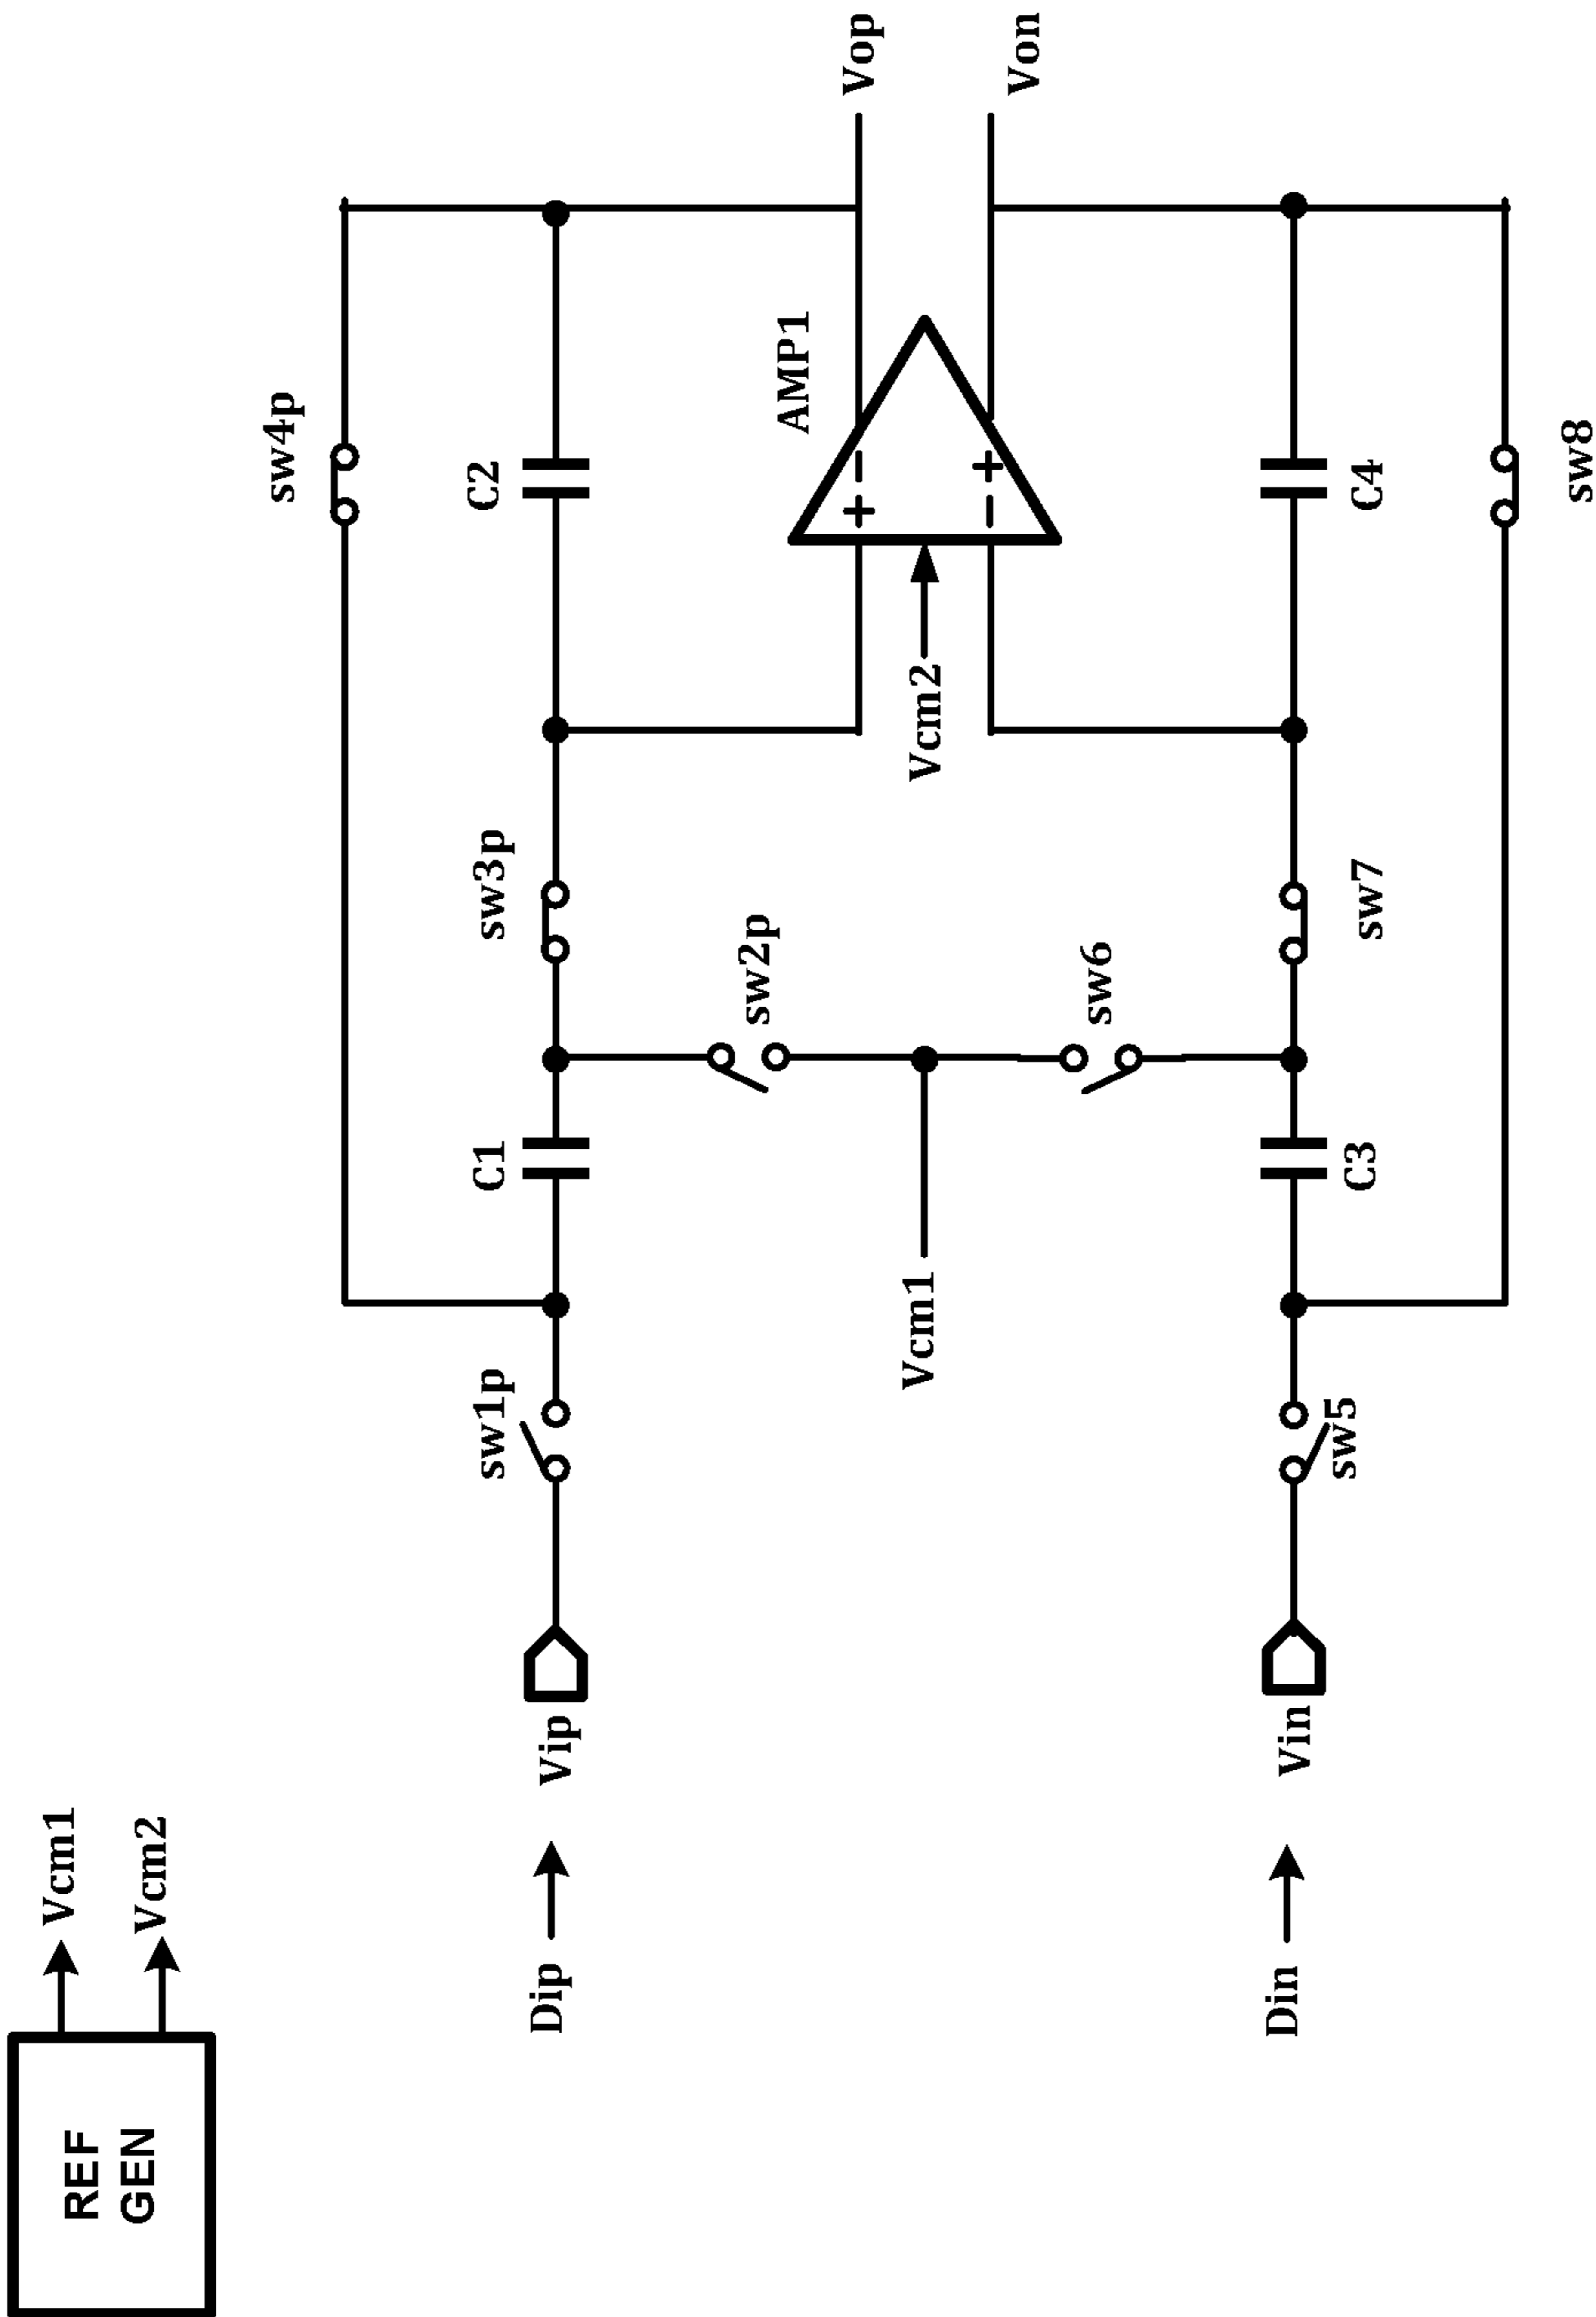 REF
GEN
Vcm1
Vcm2
sw4p
C2
sw3p
C1
sw1p
Vip
Dip
sw2p
AMP1
Vop
+ -
Vcm2
- +
Von
Vcm1
sw6
C4
sw7
C3
sw5
Vin
Din
sw8